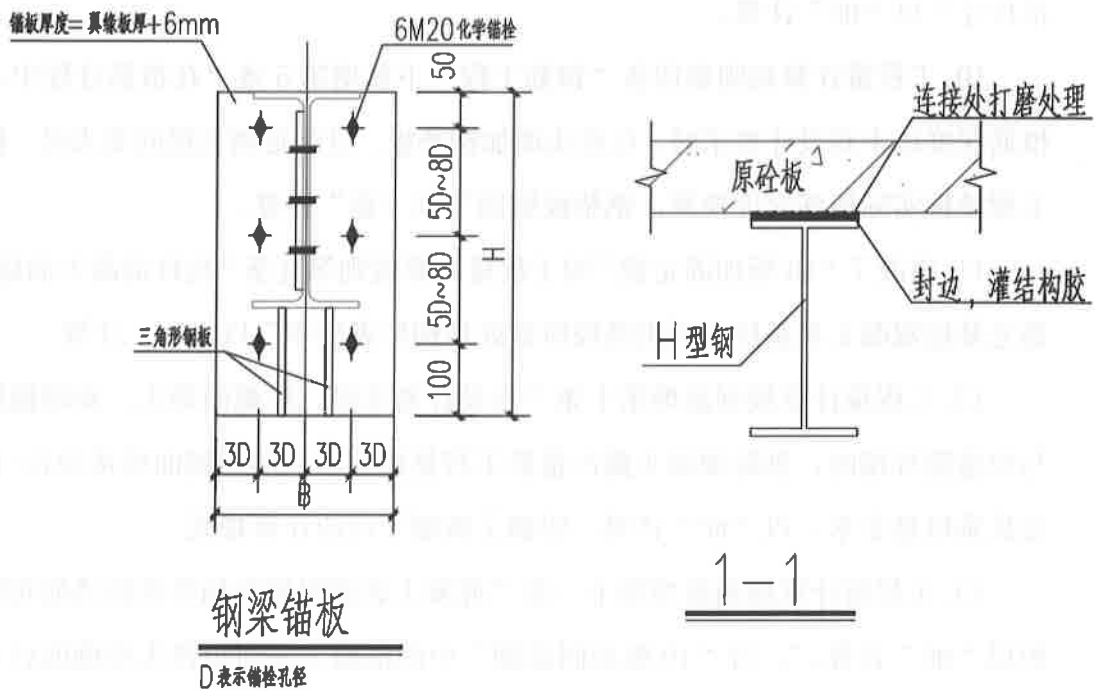 锚板厚度=翼缘板厚+6mm
6M20化学锚栓
50
5D~8D
5D~8D
100
H
三角形钢板
3D 3D 3D 3D
B
钢梁锚板
D表示锚栓孔径
连接处打磨处理
原砼板
封边，灌结构胶
H型钢
1—1